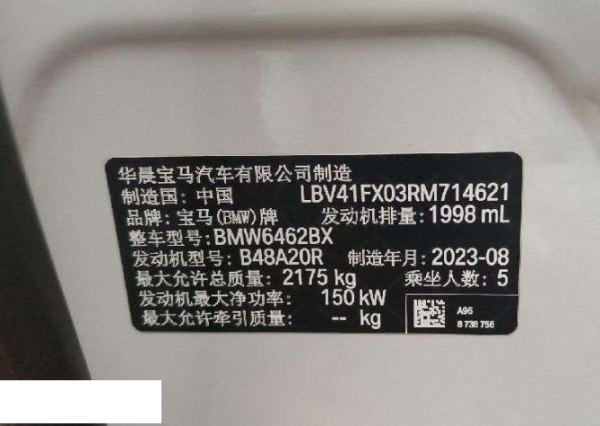 华晨宝马汽车有限公司制造
制造国: 中国 LBV41FX03RM714621
品牌: 宝马(BMW)牌 发动机排量: 1998 mL
整车型号: BMW6462BX
发动机型号: B48A20R 制造年月: 2023-08
最大允许总质量: 2175 kg 乘坐人数: 5
发动机最大净功率: 150 kW
最大允许牵引质量: -- kg
A96
8 738 756